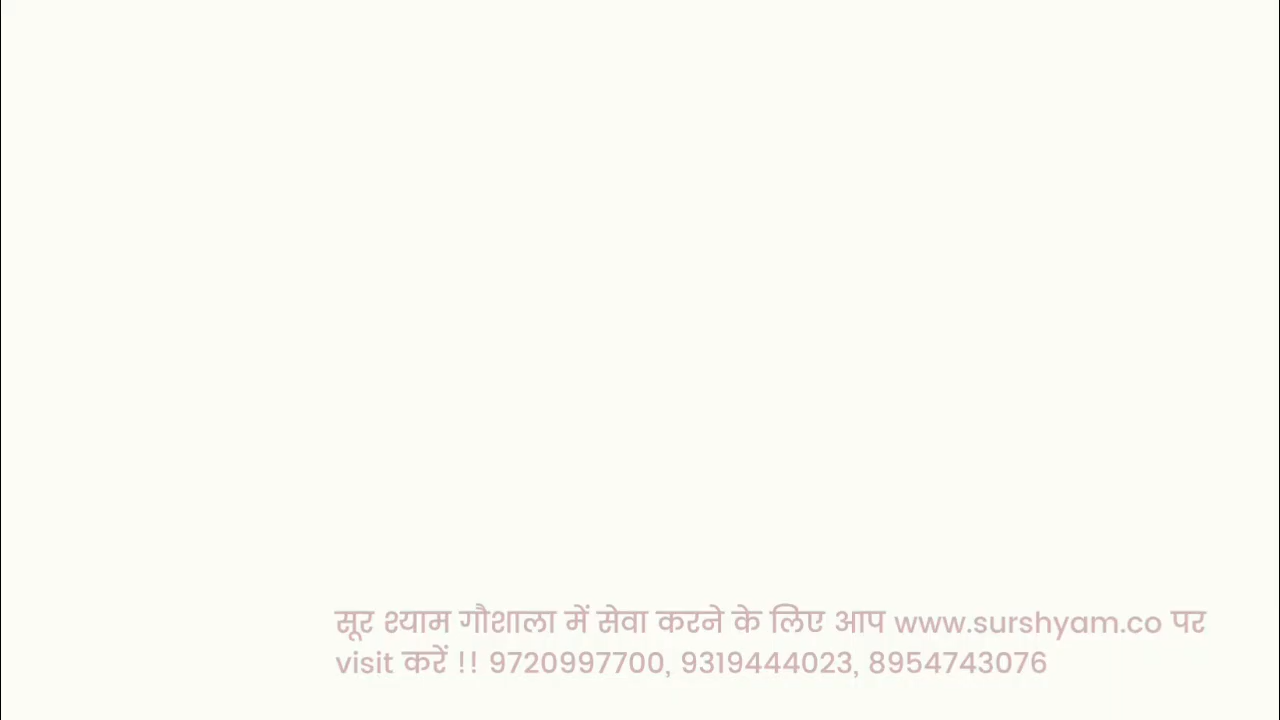 सूर श्याम गौशाला में सेवा करने के लिए आप www.surshyam.co पर
visit करें !! 9720997700, 9319444023, 8954743076